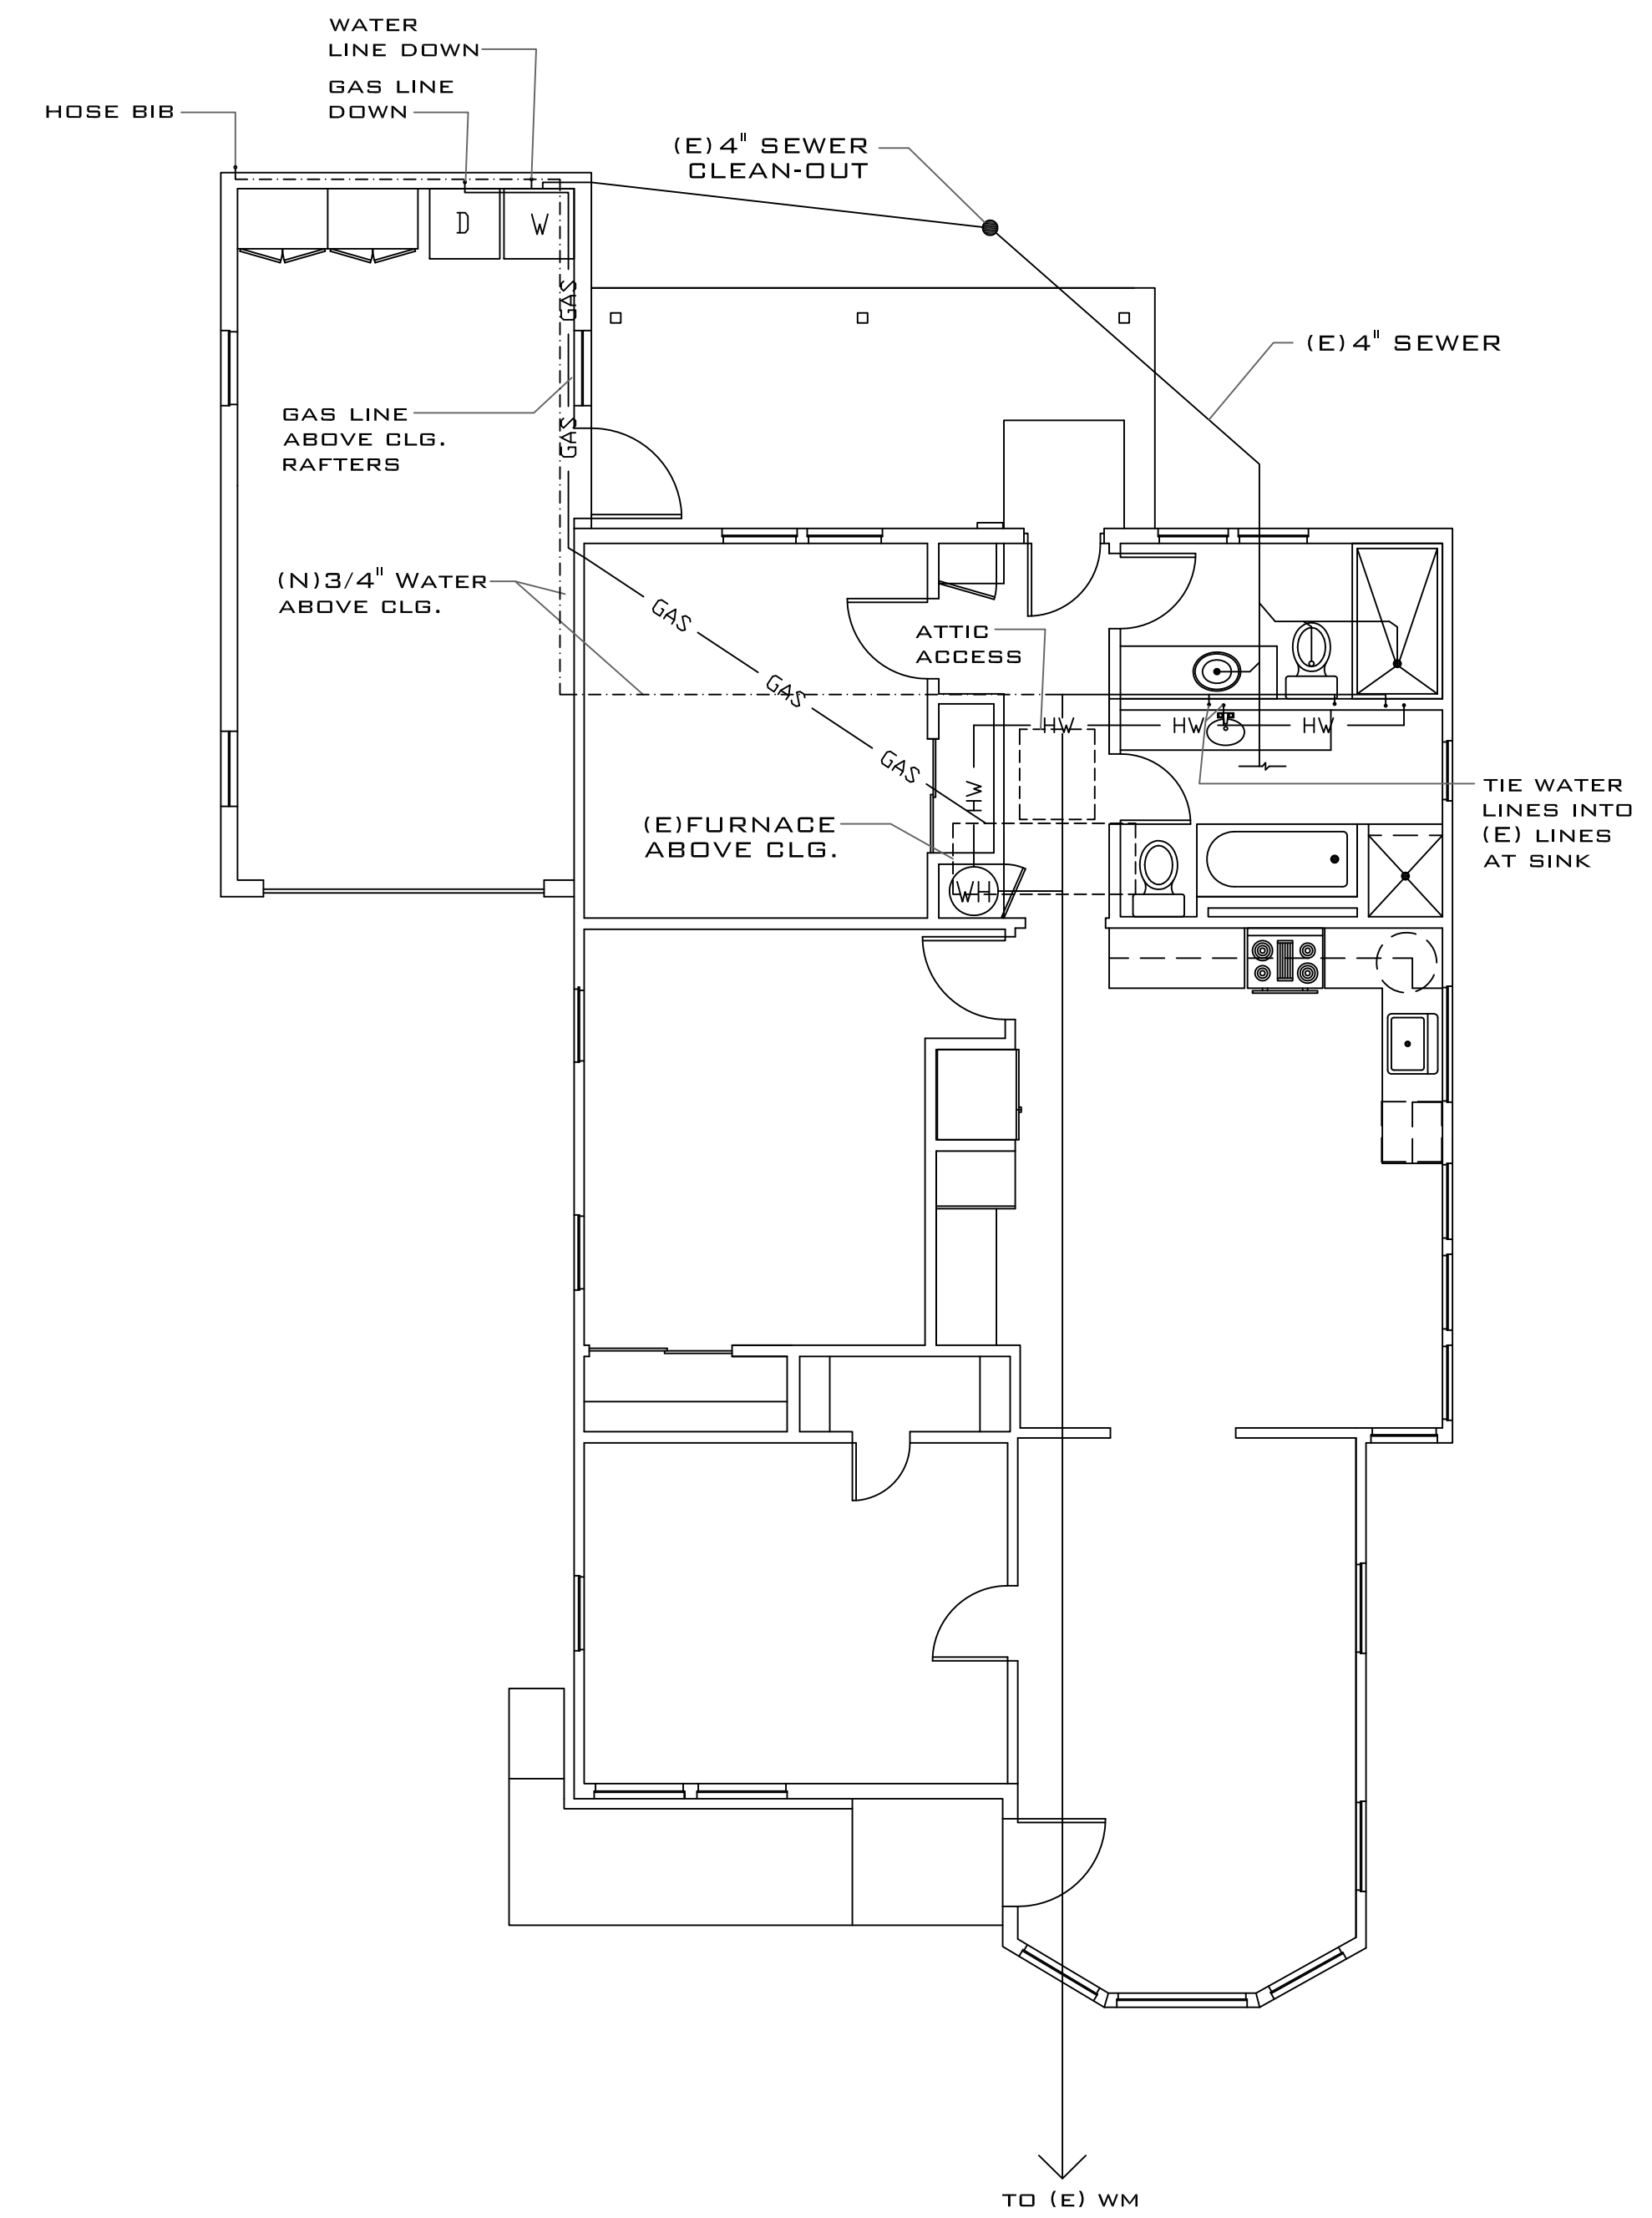 WATER
LINE DOWN
GAS LINE
DOWN
HOSE BIB
(E)4" SEWER
CLEAN-OUT
D
W
GAS
(E)4" SEWER
GAS LINE
ABOVE CLG.
RAFTERS
GAS
(N)3/4" WATER
ABOVE CLG.
GAS
ATTIC
ACCESS
GAS
HW
HW
HW
GAS
HW
TIE WATER
LINES INTO
(E) LINES
AT SINK
(E)FURNACE
ABOVE CLG.
WH
TO (E) WM